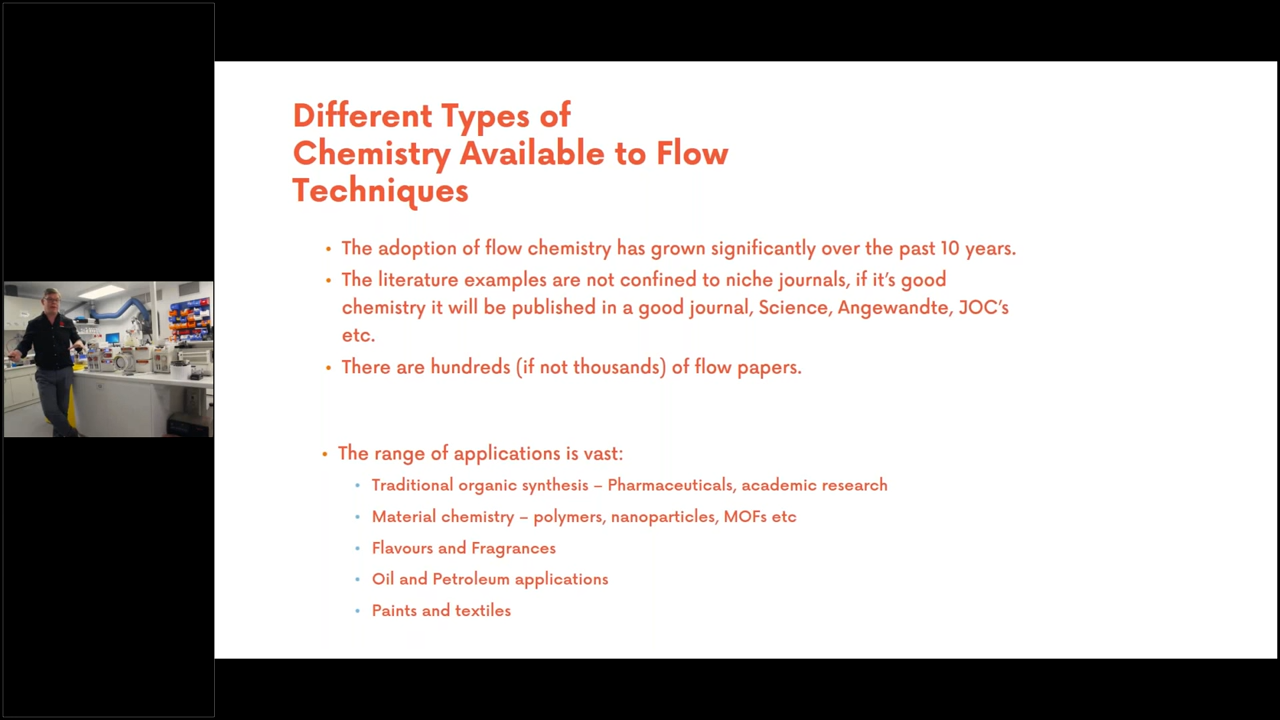 Different Types of
Chemistry Available to Flow
Techniques
• The adoption of flow chemistry has grown significantly over the past 10 years.
• The literature examples are not confined to niche journals, if it’s good
chemistry it will be published in a good journal, Science, Angewandte, JOC’s
etc.
• There are hundreds (if not thousands) of flow papers.
• The range of applications is vast:
• Traditional organic synthesis – Pharmaceuticals, academic research
• Material chemistry – polymers, nanoparticles, MOFs etc
• Flavours and Fragrances
• Oil and Petroleum applications
• Paints and textiles